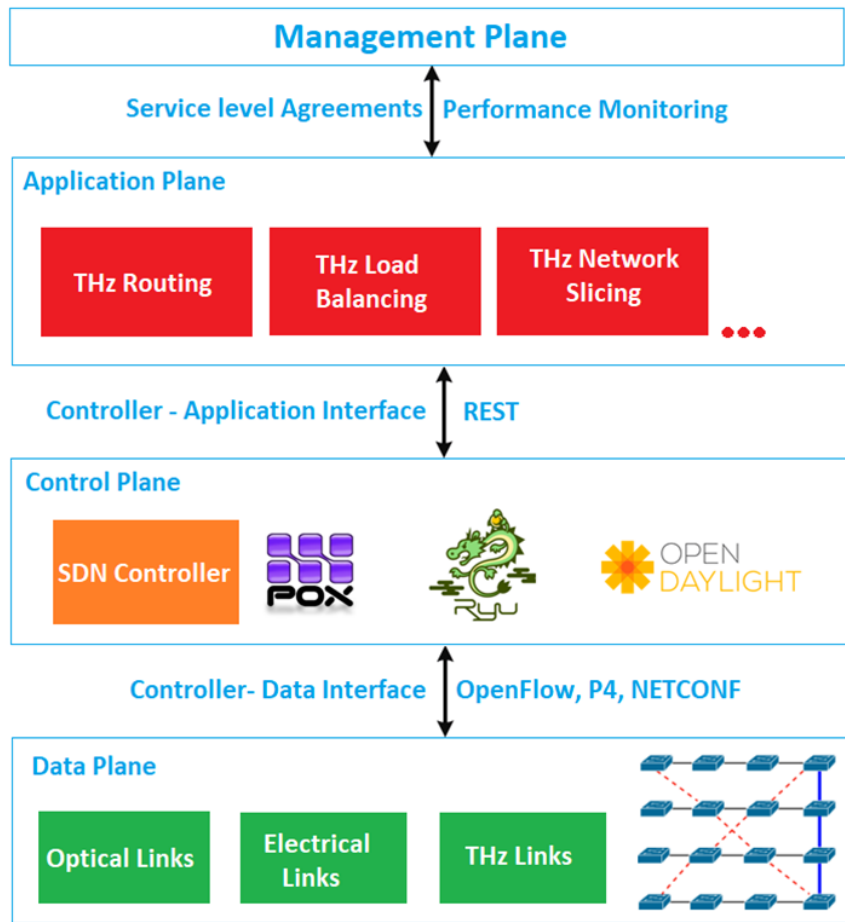 Management Plane
Service level Agreements Performance Monitoring
Application Plane
THz Routing
THz Load
Balancing
THz Network
Slicing
Controller - Application Interface REST
Control Plane
SDN Controller
POX
Ryu
OPEN
DAYLIGHT
Controller- Data Interface OpenFlow, P4, NETCONF
Data Plane
Optical Links
Electrical
Links
THz Links